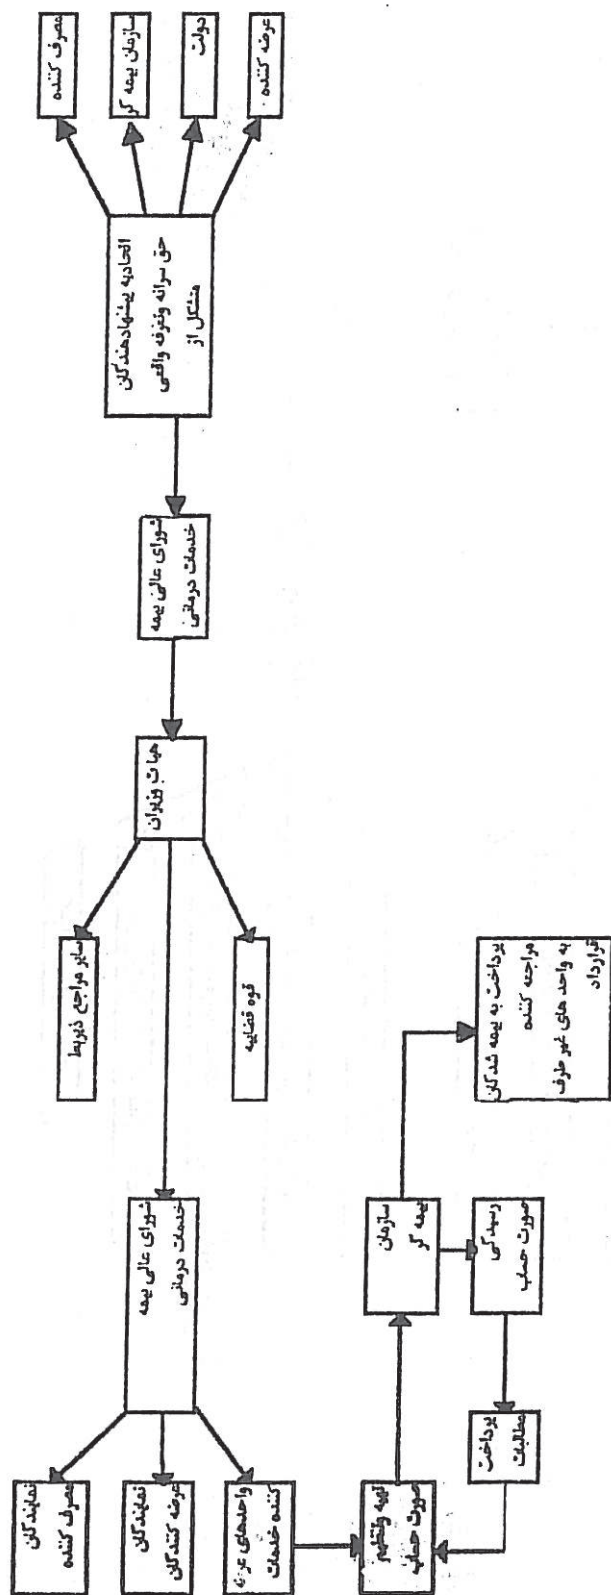 مصرف کننده
سازمان بیمه گر
دولت
عرضه کننده
اتحادیه پیشنهاددهندگان
حق سرانه وتعرفه واقعی
متشکل از
شورای عالی بیمه
خدمات درمانی
هیات وزیران
سایر مراجع ذیربط
قوه قضاییه
شورای عالی بیمه
خدمات درمانی
نمایندگان
مصرف کننده
نمایندگان
عرضه کنندگان
واحدهای عرضه
کننده خدمات
تهیه وتنظیم
صورت حساب
سازمان
بیمه گر
رسیدگی
صورت حساب
پرداخت
مطالبات
پرداخت به بیمه شدگان
مراجعه کننده
به واحد های غیر طرف
قرارداد